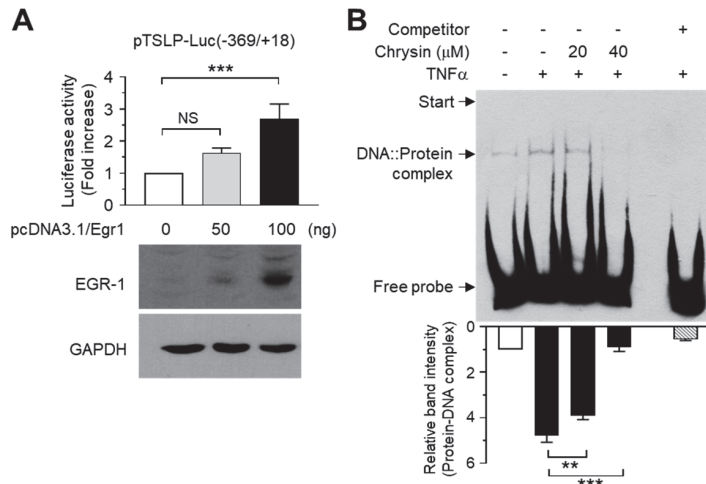 A
pTSLP-Luc(-369/+18)
Luciferase activity
(Fold increase)
4
3
2
1
0
***
NS
pcDNA3.1/Egr1 0 50 100 (ng)
EGR-1
GAPDH
B
Competitor - - - - +
Chrysin (μM) - - 20 40
TNFα - + + + +
Start
DNA::Protein
complex
Free probe
Relative band intensity
(Protein-DNA complex)
0
2
4
6
**
***